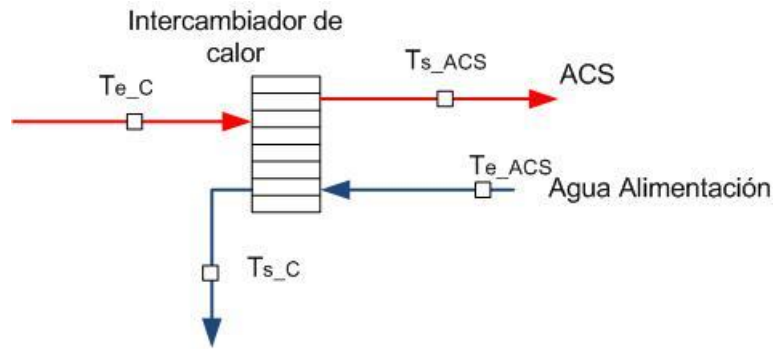 Intercambiador de
calor
Te_C
Ts_ACS
ACS
Te_ACS
Agua Alimentación
Ts_C